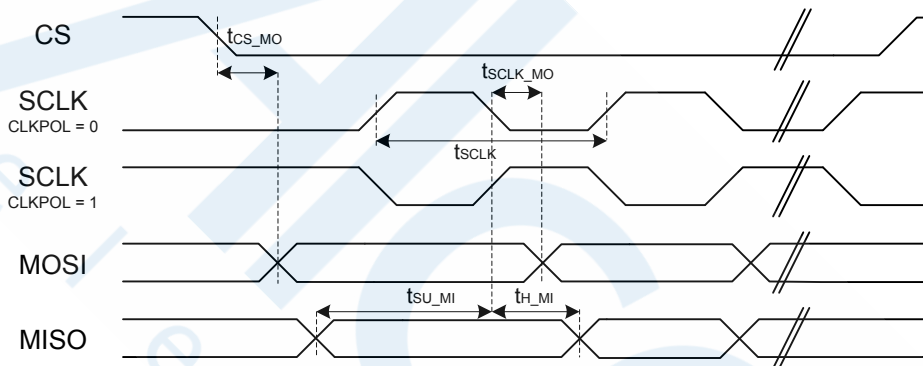 CS
tCS_MO
tSCLK_MO
SCLK
CLKPOL = 0
tSCLK
SCLK
CLKPOL = 1
MOSI
tSU_MI
tH_MI
MISO